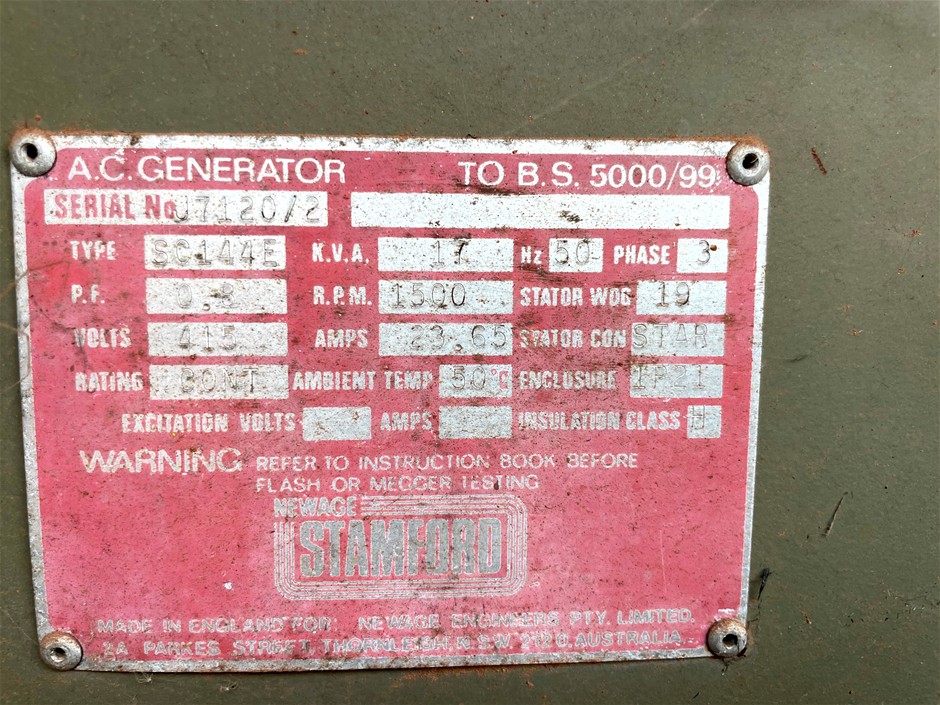 A.C. GENERATOR TO B.S. 5000/99
SERIAL No U7120/2
TYPE SC144E K.V.A. 17 Hz 50 PHASE 3
P.F. 0.8 R.P.M. 1500 STATOR WDG 19
VOLTS 415 AMPS 23.65 STATOR CON STAR
RATING AMBIENT TEMP 50°C ENCLOSURE IP21
EXCITATION VOLTS AMPS INSULATION CLASS H
WARNING REFER TO INSTRUCTION BOOK BEFORE
FLASH OR MEGGER TESTING
NEWAGE
STAMFORD
MADE IN ENGLAND FOR: NEWAGE ENGINEERS PTY. LIMITED.
2A PARKES STREET, THORNLEIGH, N.S.W. 2120, AUSTRALIA